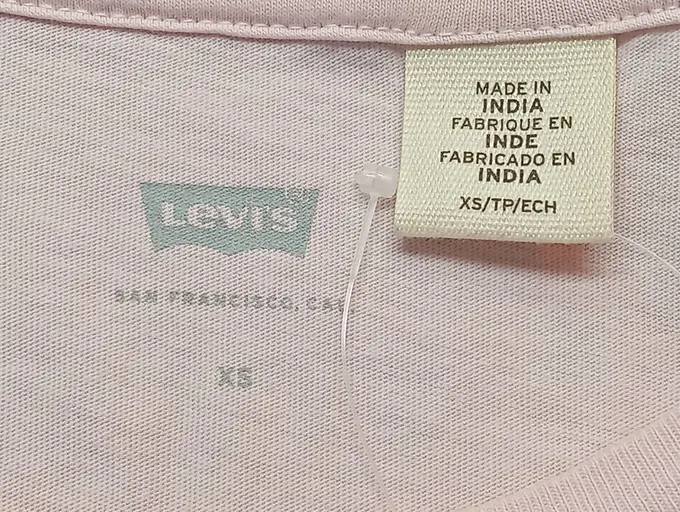 MADE IN
INDIA
FABRIQUE EN
INDE
FABRICADO EN
INDIA
XS/TP/ECH
Levi's
SAN FRANCISCO, CAL.
XS